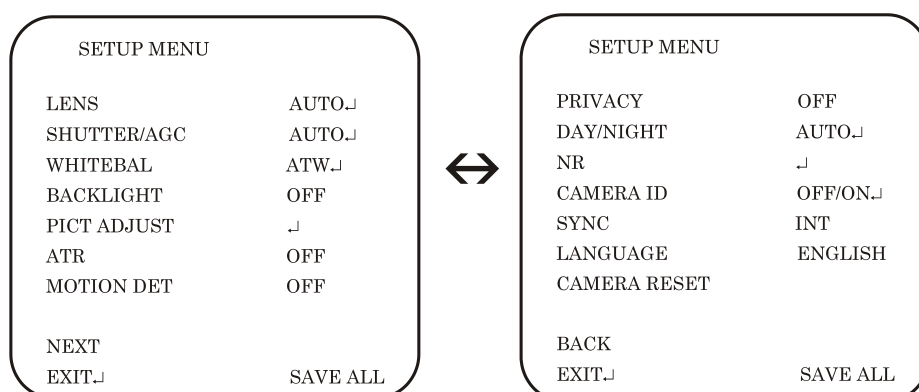 SETUP MENU
LENS AUTO↵
SHUTTER/AGC AUTO↵
WHITEBAL ATW↵
BACKLIGHT OFF
PICT ADJUST ↵
ATR OFF
MOTION DET OFF
NEXT
EXIT↵ SAVE ALL
SETUP MENU
PRIVACY OFF
DAY/NIGHT AUTO↵
NR ↵
CAMERA ID OFF/ON↵
SYNC INT
LANGUAGE ENGLISH
CAMERA RESET
BACK
EXIT↵ SAVE ALL